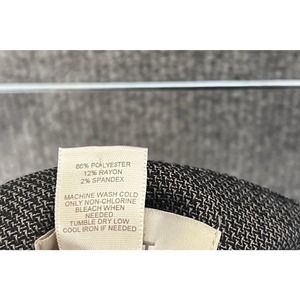 86% POLYESTER
12% RAYON
2% SPANDEX
MACHINE WASH COLD
ONLY NON-CHLORINE
BLEACH WHEN
NEEDED
TUMBLE DRY LOW
COOL IRON IF NEEDED